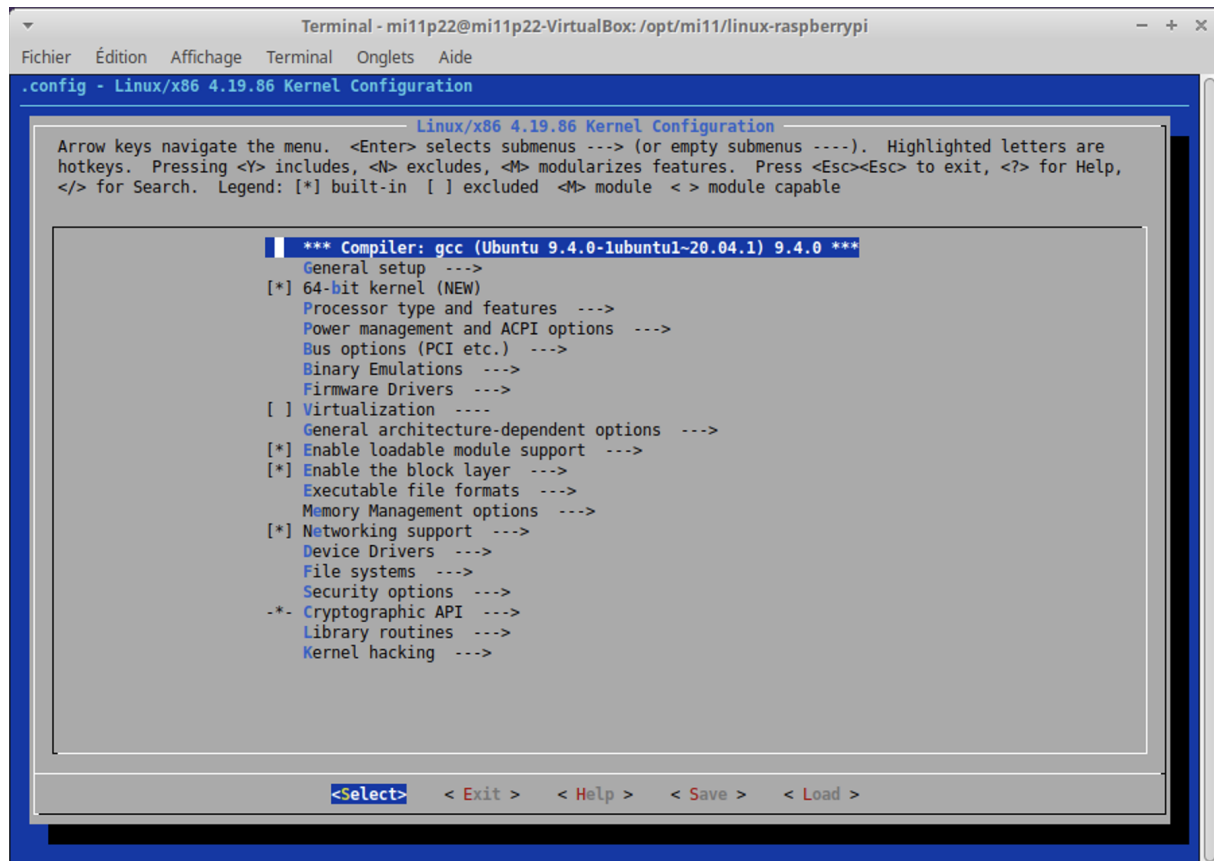 Terminal - mi11p22@mi11p22-VirtualBox: /opt/mi11/linux-raspberrypi
Fichier Édition Affichage Terminal Onglets Aide
.config - Linux/x86 4.19.86 Kernel Configuration
Linux/x86 4.19.86 Kernel Configuration
Arrow keys navigate the menu.  <Enter> selects submenus ---> (or empty submenus ----).  Highlighted letters are
hotkeys.  Pressing <Y> includes, <N> excludes, <M> modularizes features.  Press <Esc><Esc> to exit, <?> for Help,
</> for Search.  Legend: [*] built-in  [ ] excluded  <M> module  < > module capable
*** Compiler: gcc (Ubuntu 9.4.0-1ubuntu1~20.04.1) 9.4.0 ***
General setup  --->
[*] 64-bit kernel (NEW)
Processor type and features  --->
Power management and ACPI options  --->
Bus options (PCI etc.)  --->
Binary Emulations  --->
Firmware Drivers  --->
[ ] Virtualization  ----
General architecture-dependent options  --->
[*] Enable loadable module support  --->
[*] Enable the block layer  --->
Executable file formats  --->
Memory Management options  --->
[*] Networking support  --->
Device Drivers  --->
File systems  --->
Security options  --->
-*- Cryptographic API  --->
Library routines  --->
Kernel hacking  --->
<Select>    < Exit >    < Help >    < Save >    < Load >